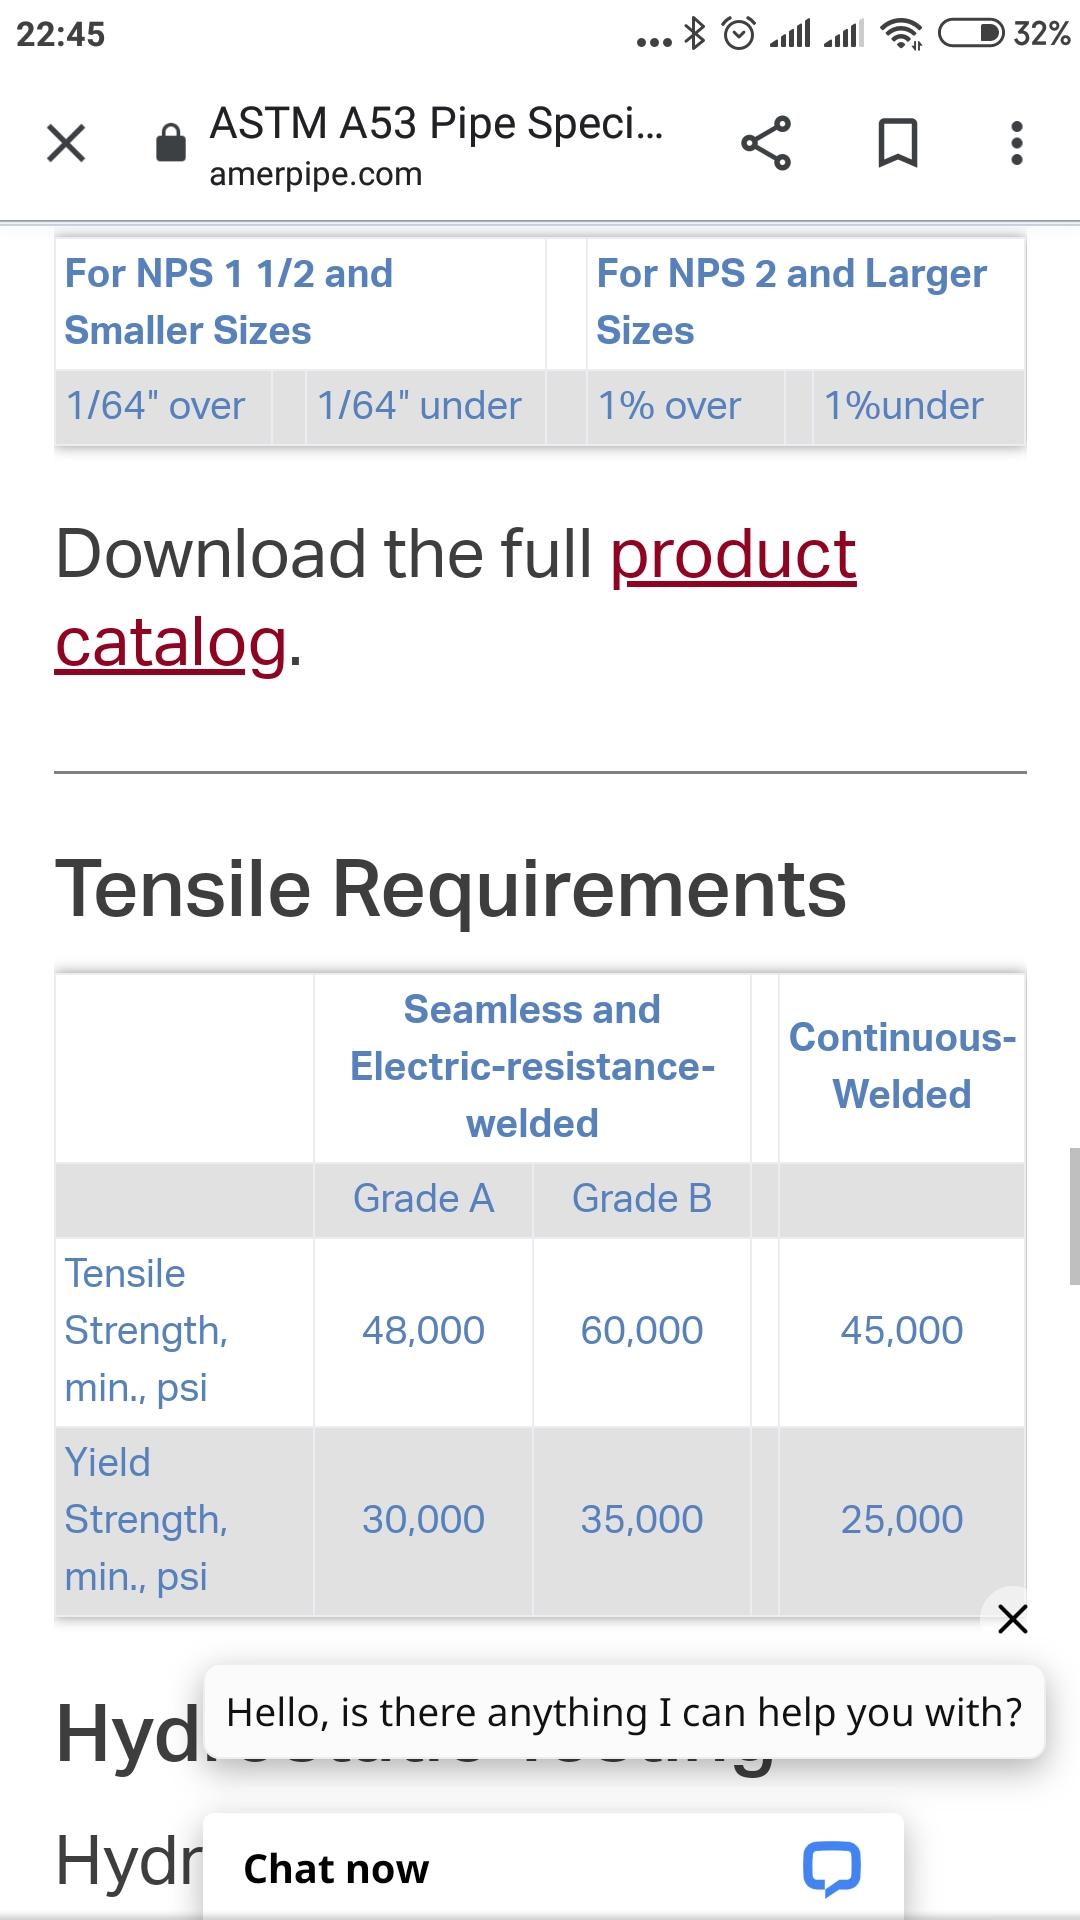 22:45
32%
ASTM A53 Pipe Speci...
amerpipe.com
For NPS 1 1/2 and
Smaller Sizes
For NPS 2 and Larger
Sizes
1/64" over
1/64" under
1% over
1%under
Download the full product
catalog.
Tensile Requirements
Seamless and
Electric-resistance-
welded
Continuous-
Welded
Grade A
Grade B
Tensile
Strength,
min., psi
48,000
60,000
45,000
Yield
Strength,
min., psi
30,000
35,000
25,000
Hello, is there anything I can help you with?
Chat now